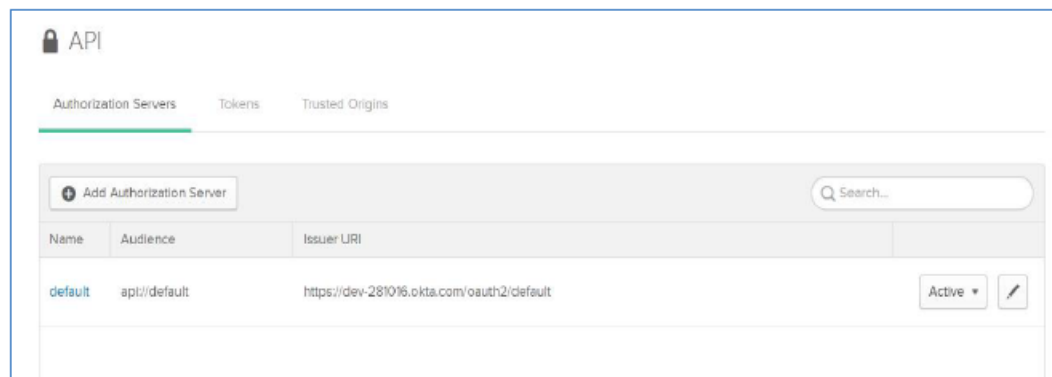 API
Authorization Servers Tokens Trusted Origins
Add Authorization Server Search...
Name Audience Issuer URI
default api://default https://dev-281016.okta.com/oauth2/default Active